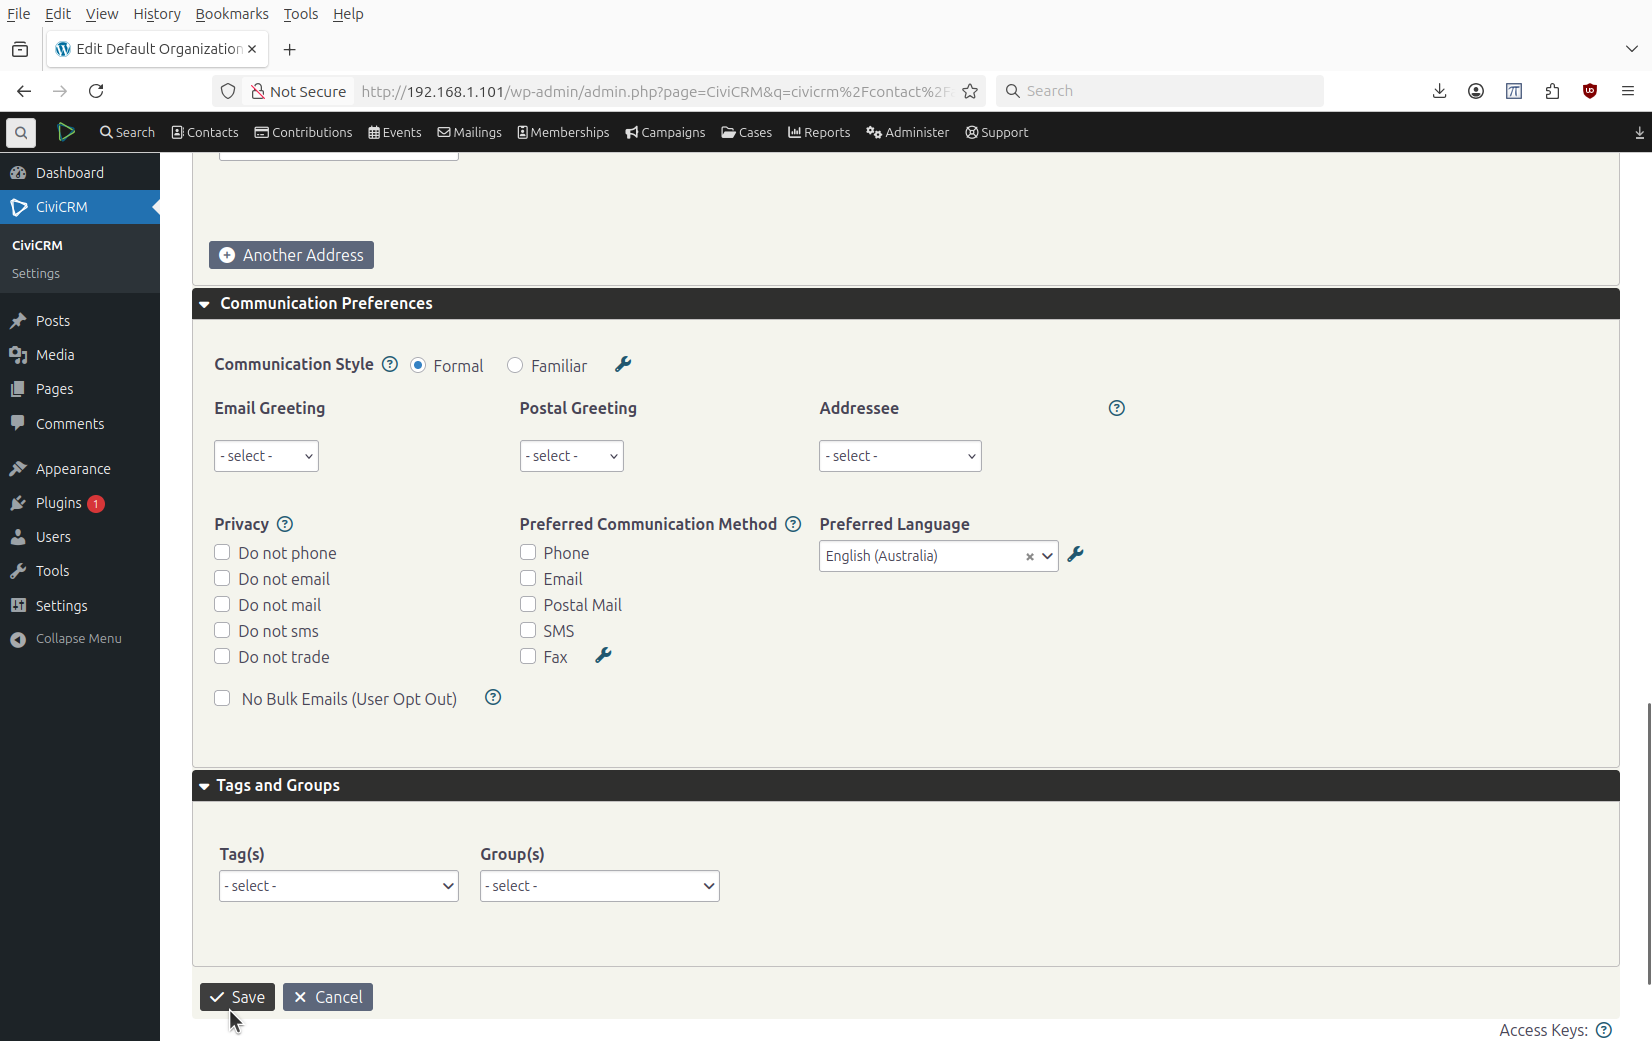 File Edit View History Bookmarks Tools Help
Edit Default Organization
Not Secure http://192.168.1.101/wp-admin/admin.php?page=CiviCRM&q=civicrm%2Fcontact%2F Search
Search Contacts Contributions Events Mailings Memberships Campaigns Cases Reports Administer Support
Dashboard
CiviCRM
CiviCRM
Settings
Posts
Media
Pages
Comments
Appearance
Plugins 1
Users
Tools
Settings
Collapse Menu
Another Address
Communication Preferences
Communication Style Formal Familiar
Email Greeting Postal Greeting Addressee
- select - - select - - select -
Privacy Preferred Communication Method Preferred Language
Do not phone Phone English (Australia)
Do not email Email
Do not mail Postal Mail
Do not sms SMS
Do not trade Fax
No Bulk Emails (User Opt Out)
Tags and Groups
Tag(s) Group(s)
- select - - select -
Save Cancel
Access Keys: